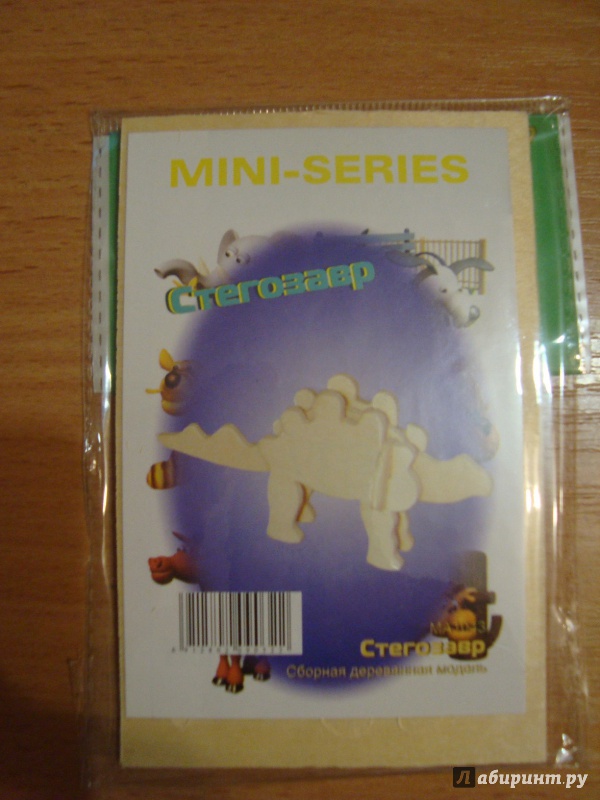 MINI-SERIES
Стегозавр
Стегозавр
Сборная деревянная модель
Лабиринт.ру